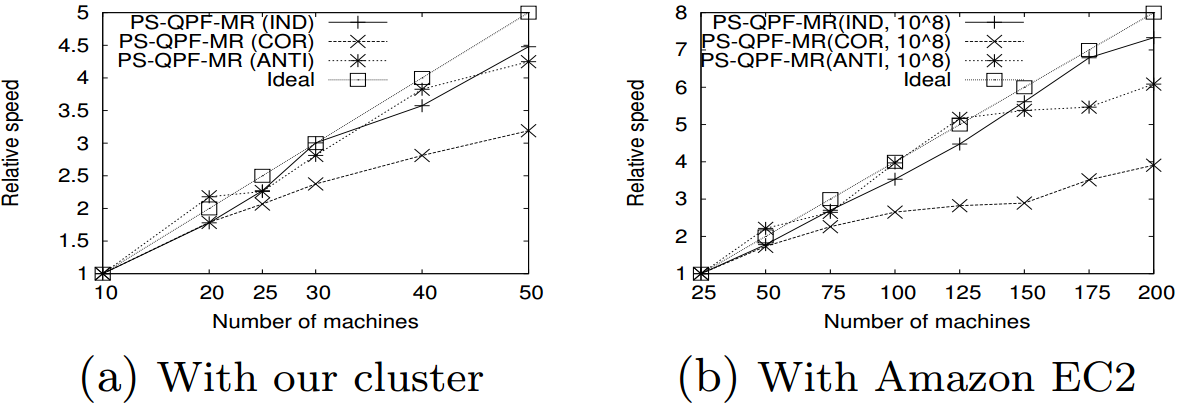 PS-QPF-MR (IND)
PS-QPF-MR (COR)
PS-QPF-MR (ANTI)
Ideal
5
4.5
4
3.5
3
2.5
2
1.5
1
Relative speed
10 20 25 30 40 50
Number of machines
(a) With our cluster
PS-QPF-MR(IND, 10^8)
PS-QPF-MR(COR, 10^8)
PS-QPF-MR(ANTI, 10^8)
Ideal
8
7
6
5
4
3
2
1
Relative speed
25 50 75 100 125 150 175 200
Number of machines
(b) With Amazon EC2